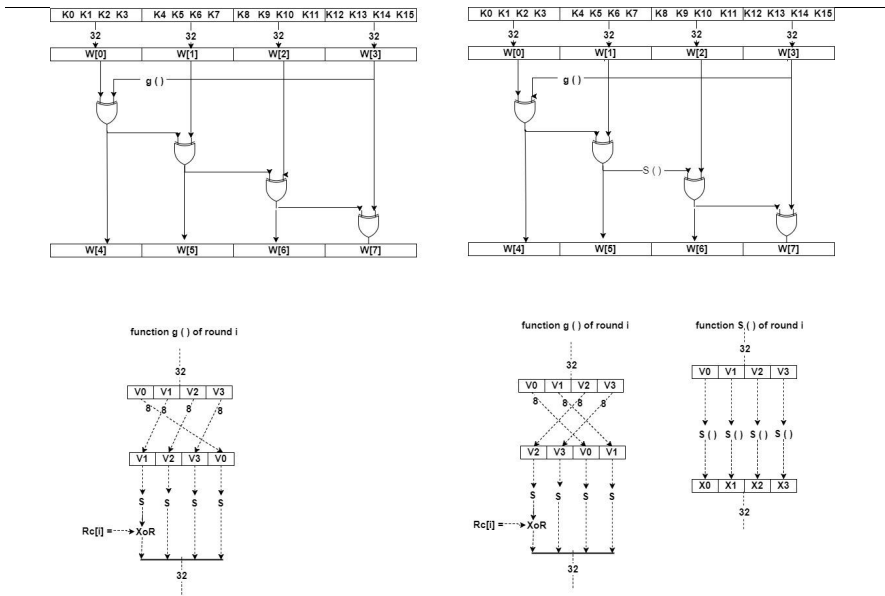 K0 K1 K2 K3 K4 K5 K6 K7 K8 K9 K10 K11 K12 K13 K14 K15
32 32 32 32
W[0] W[1] W[2] W[3]
g ( )
W[4] W[5] W[6] W[7]
function g ( ) of round i
32
V0 V1 V2 V3
8 8 8 8
V1 V2 V3 V0
S S S S
Rc[i] = XoR
32
K0 K1 K2 K3 K4 K5 K6 K7 K8 K9 K10 K11 K12 K13 K14 K15
32 32 32 32
W[0] W[1] W[2] W[3]
g ( )
S ( )
W[4] W[5] W[6] W[7]
function g ( ) of round i
32
V0 V1 V2 V3
8 8 8 8
V2 V3 V0 V1
S S S S
Rc[i] = XoR
32
function S ( ) of round i
32
V0 V1 V2 V3
S ( ) S ( ) S ( ) S ( )
X0 X1 X2 X3
32